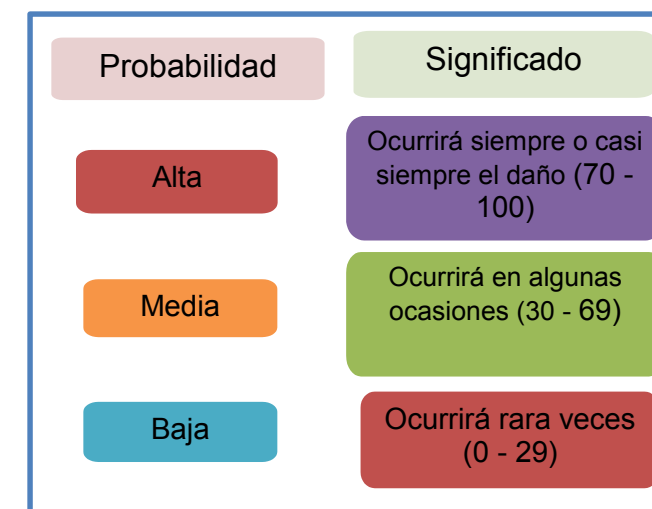 Probabilidad
Significado
Alta
Ocurrirá siempre o casi
siempre el daño (70 -
100)
Media
Ocurrirá en algunas
ocasiones (30 - 69)
Baja
Ocurrirá rara veces
(0 - 29)